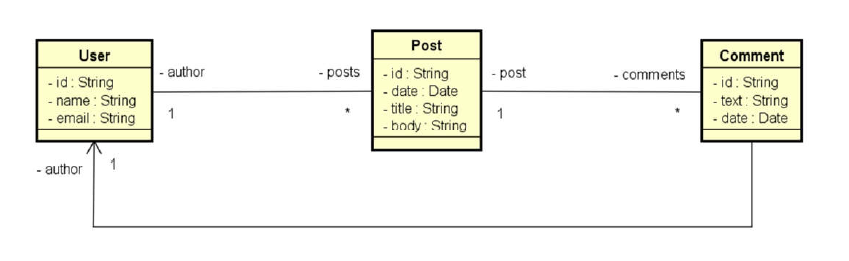 User
- id : String
- name : String
- email : String
- author
1
- posts
*
Post
- id : String
- date : Date
- title : String
- body : String
- post
1
- comments
*
Comment
- id : String
- text : String
- date : Date
- author
1